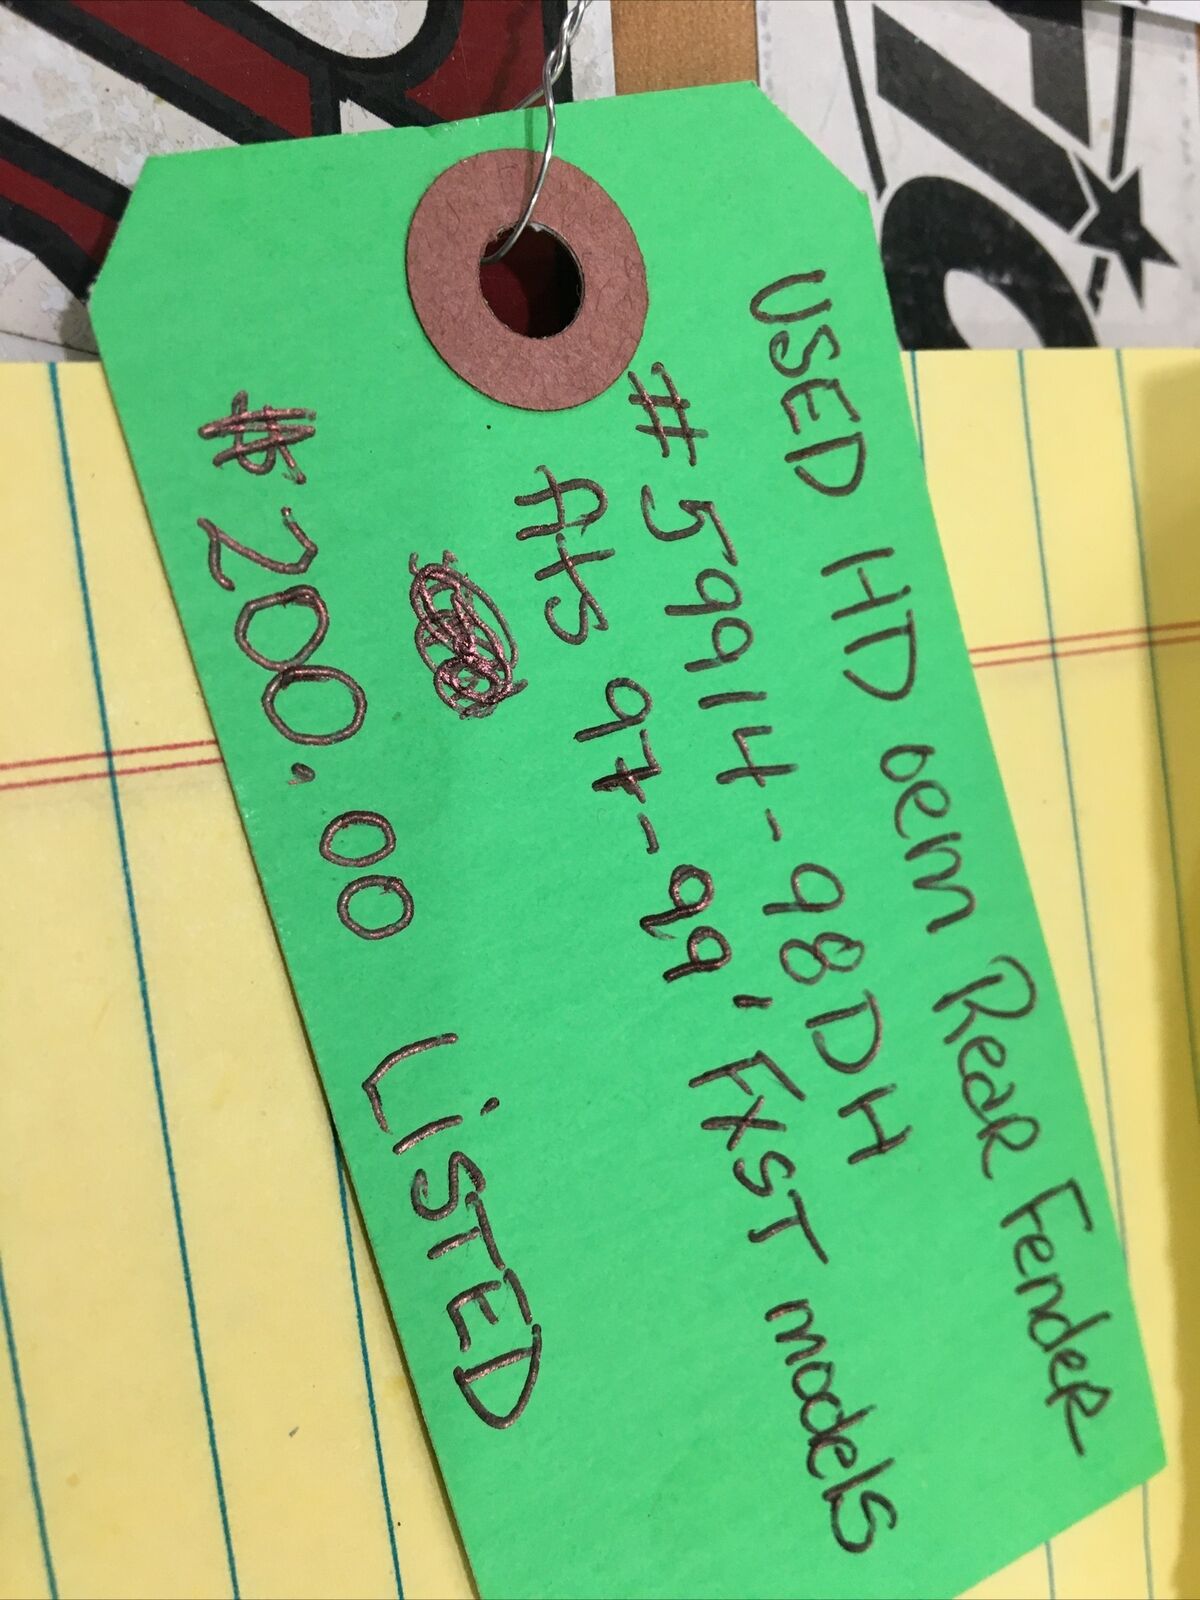 USED HD oem Rear Fender
#59914-98DH
fits 97-99, FXST models
$200.00 LISTED